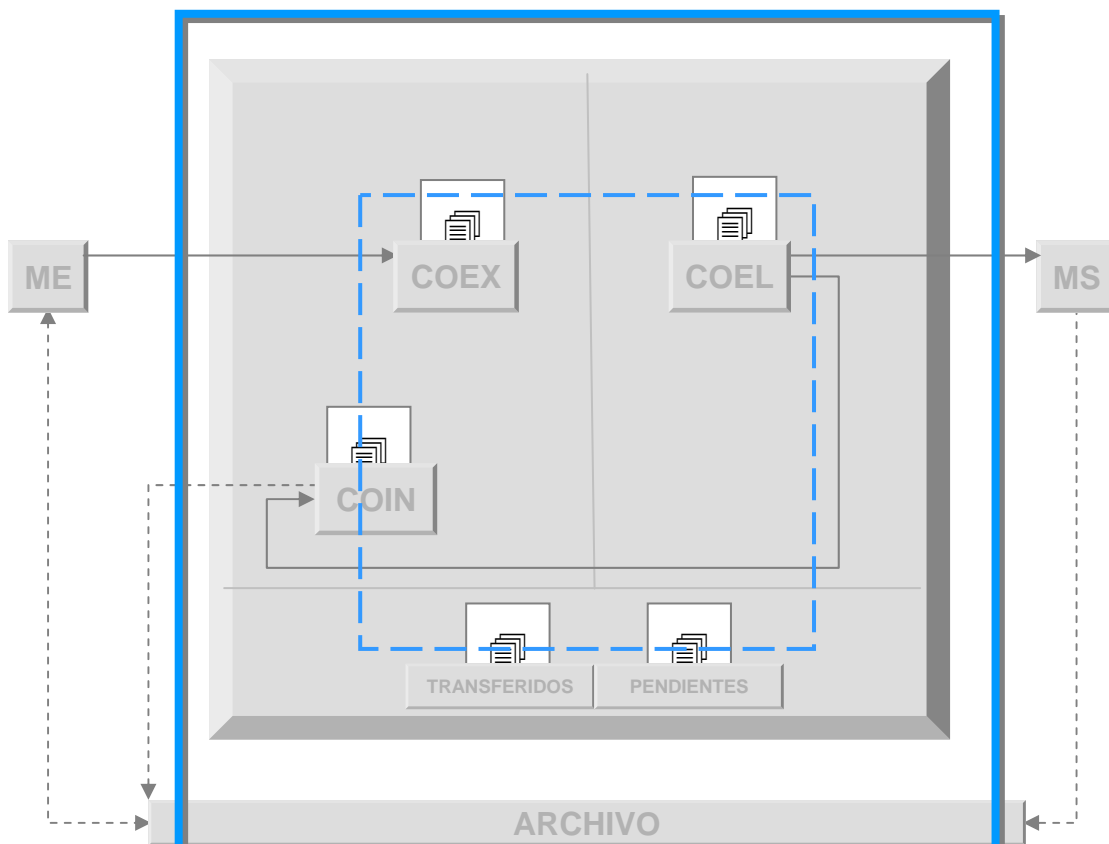 ME
COEX
COEL
MS
COIN
TRANSFERIDOS
PENDIENTES
ARCHIVO